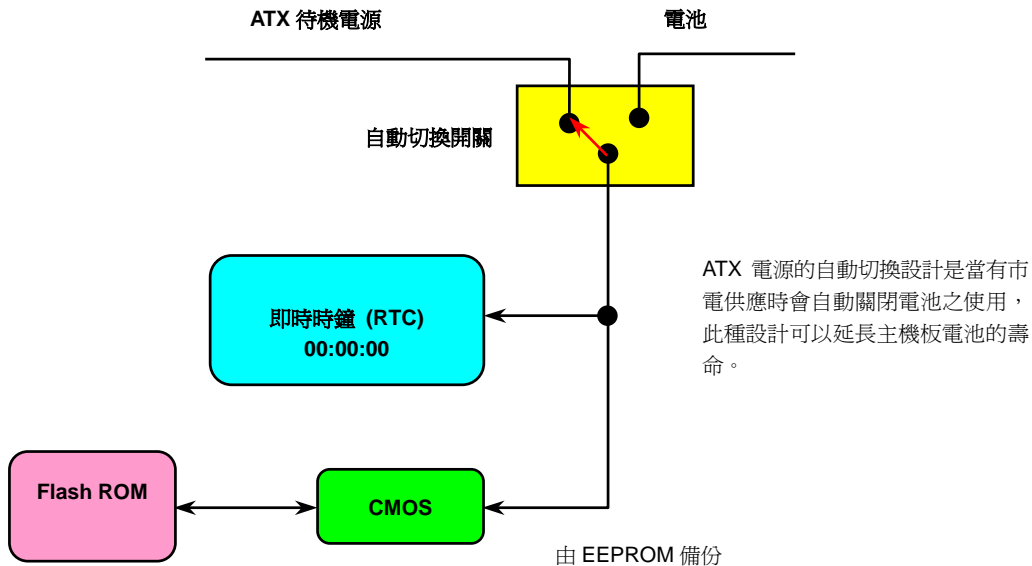 ATX 待機電源
電池
自動切換開關
ATX 電源的自動切換設計是當有市
電供應時會自動關閉電池之使用，
此種設計可以延長主機板電池的壽
命。
即時時鐘 (RTC)
00:00:00
Flash ROM
CMOS
由 EEPROM 備份